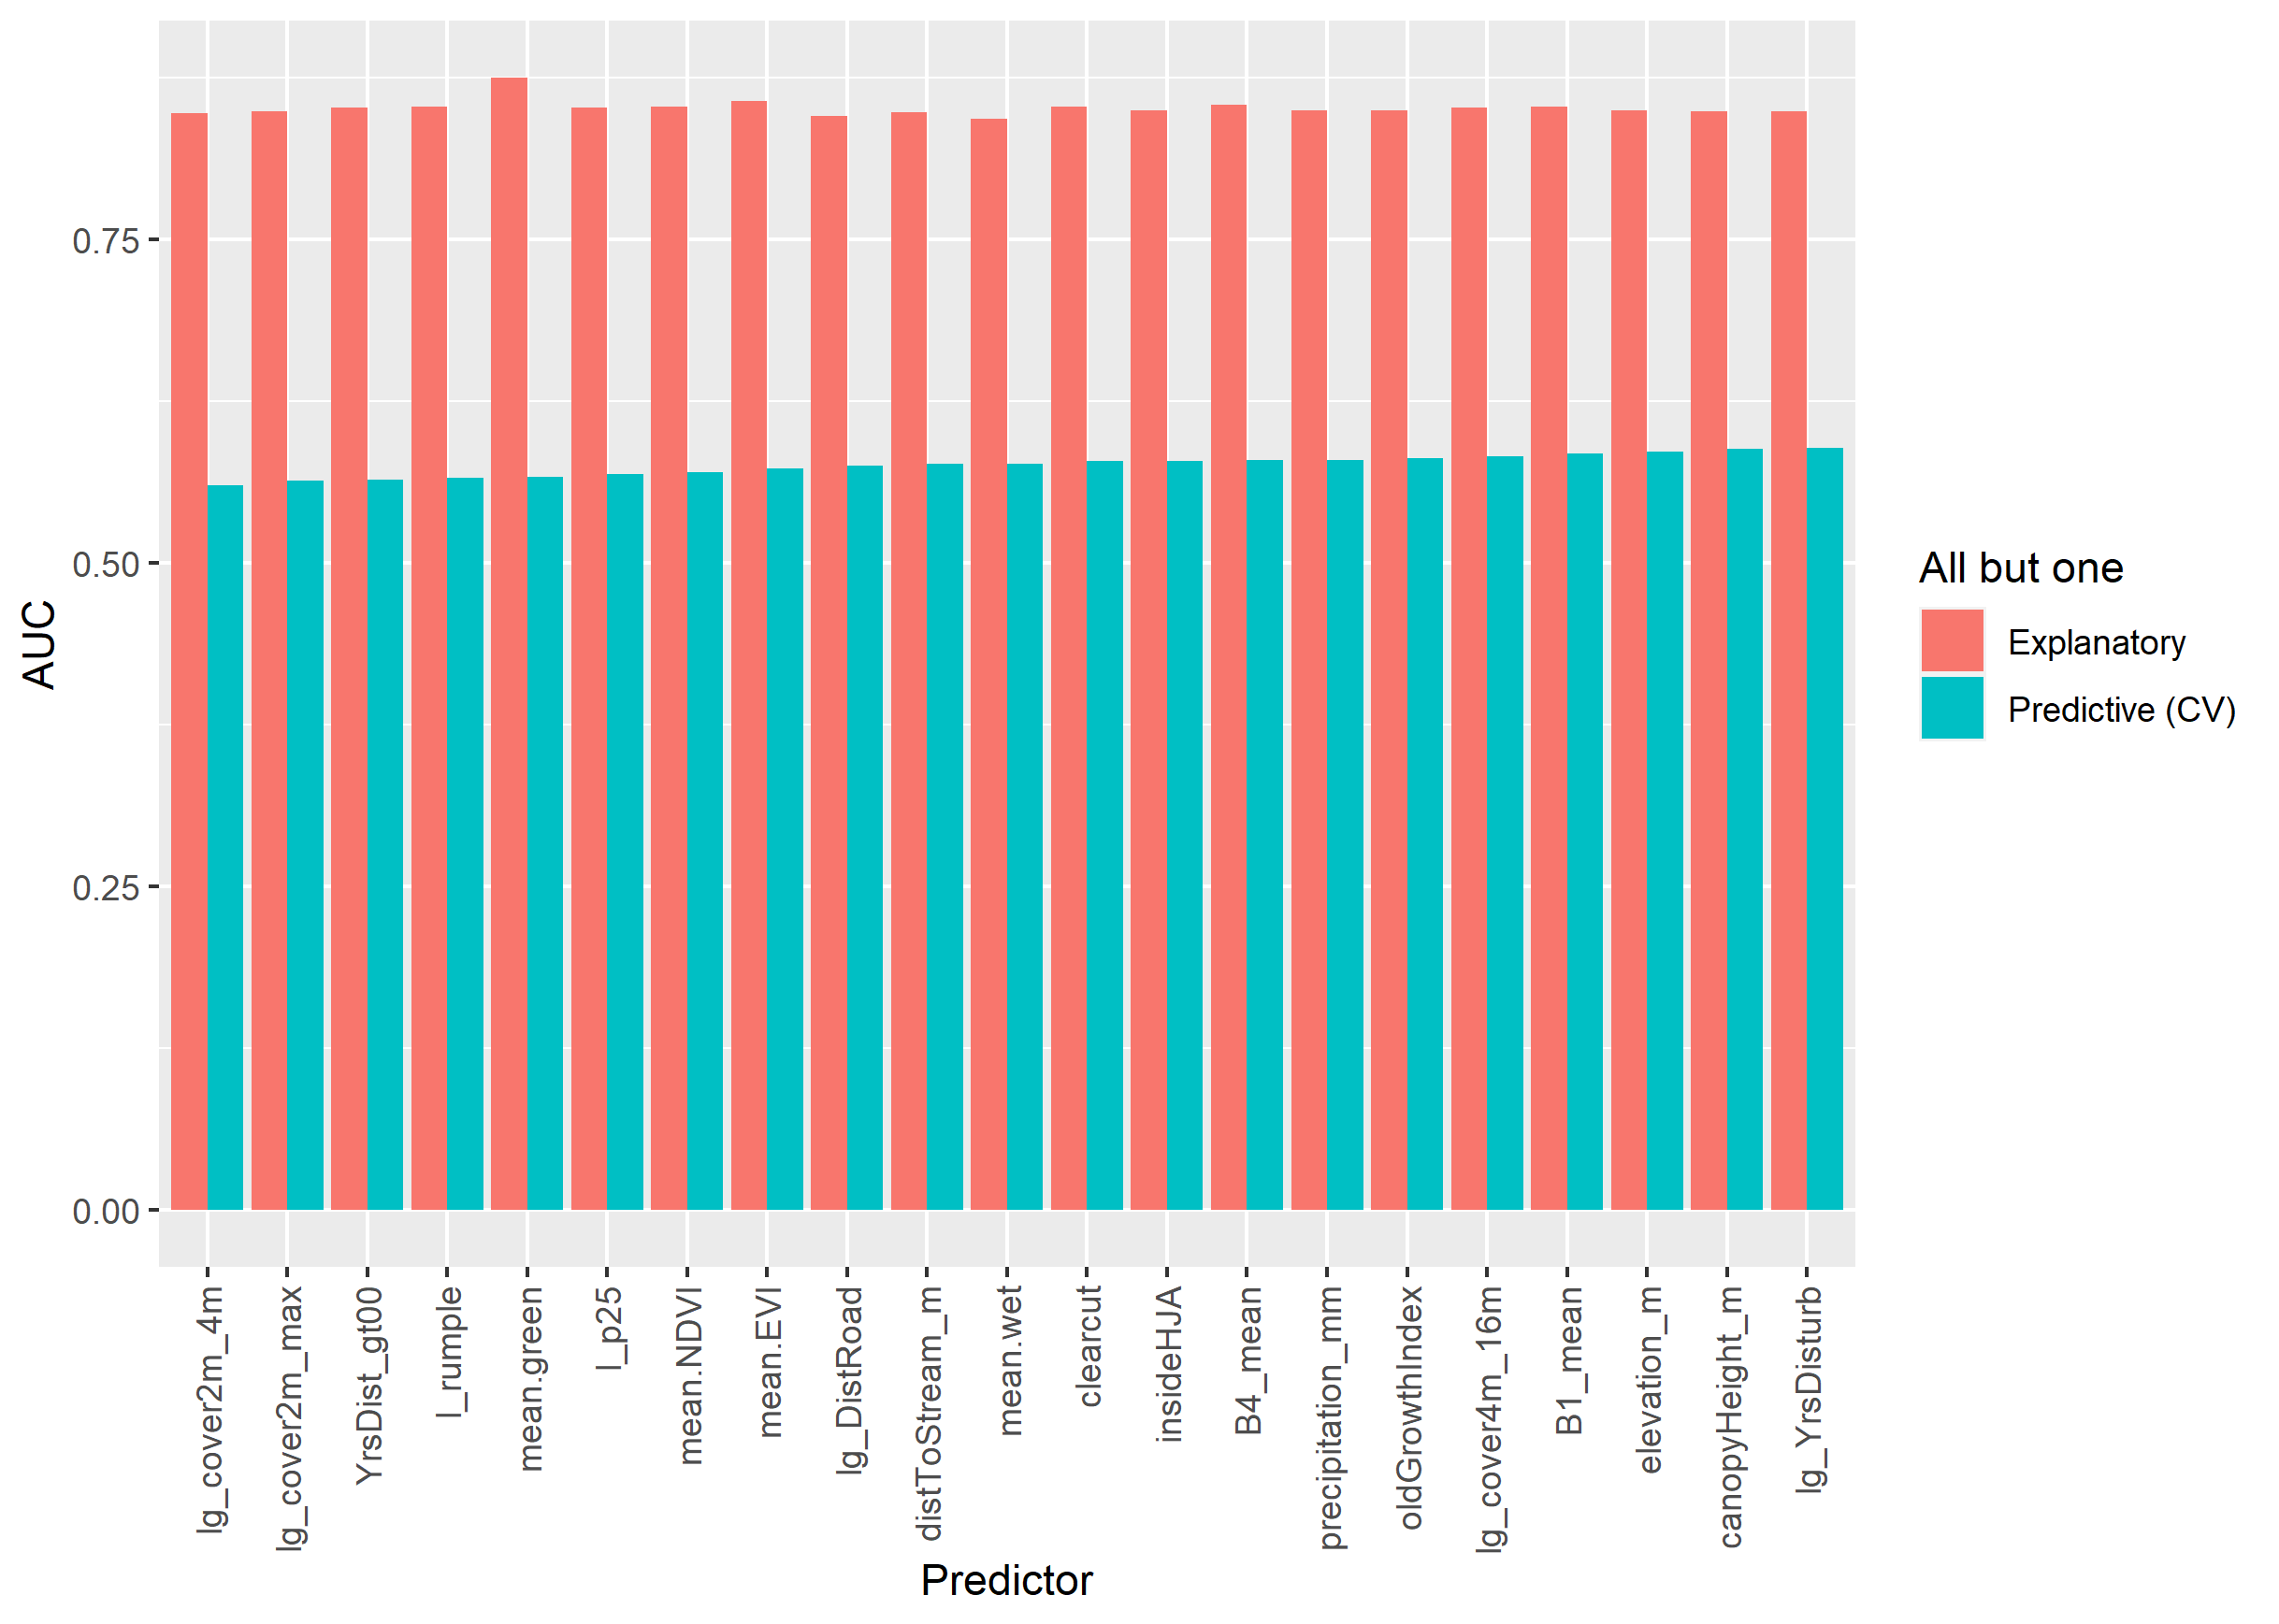 0.75
0.50
0.25
0.00
AUC
lg_cover2m_4m
lg_cover2m_max
YrsDist_gt00
l_rumple
mean.green
l_p25
mean.NDVI
mean.EVI
lg_DistRoad
distToStream_m
mean.wet
clearcut
insideHJA
B4_mean
precipitation_mm
oldGrowthIndex
lg_cover4m_16m
B1_mean
elevation_m
canopyHeight_m
lg_YrsDisturb
Predictor
All but one
Explanatory
Predictive (CV)